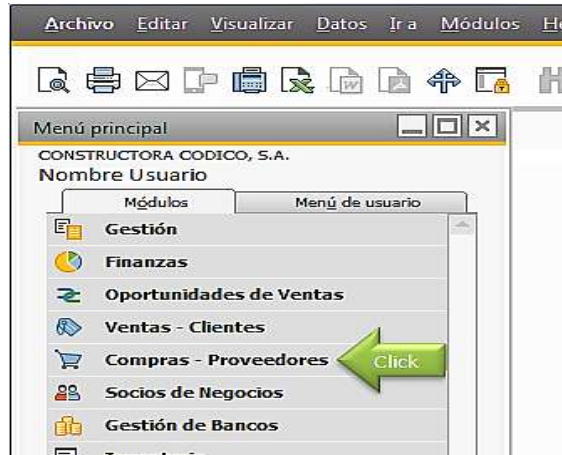 Archivo Editar Visualizar Datos Ir a Módulos
Menú principal
CONSTRUCTORA CODICO, S.A.
Nombre Usuario
Módulos Menú de usuario
Gestión
Finanzas
Oportunidades de Ventas
Ventas - Clientes
Compras - Proveedores Click
Socios de Negocios
Gestión de Bancos